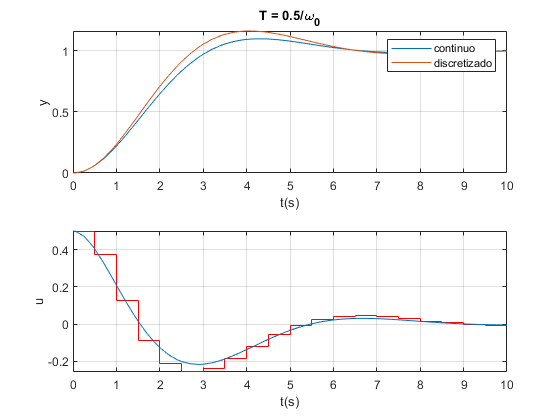 T = 0.5/ω₀
1
0.5
0
y
continuo
discretizado
0 1 2 3 4 5 6 7 8 9 10
t(s)
0.4
0.2
0
-0.2
u
0 1 2 3 4 5 6 7 8 9 10
t(s)